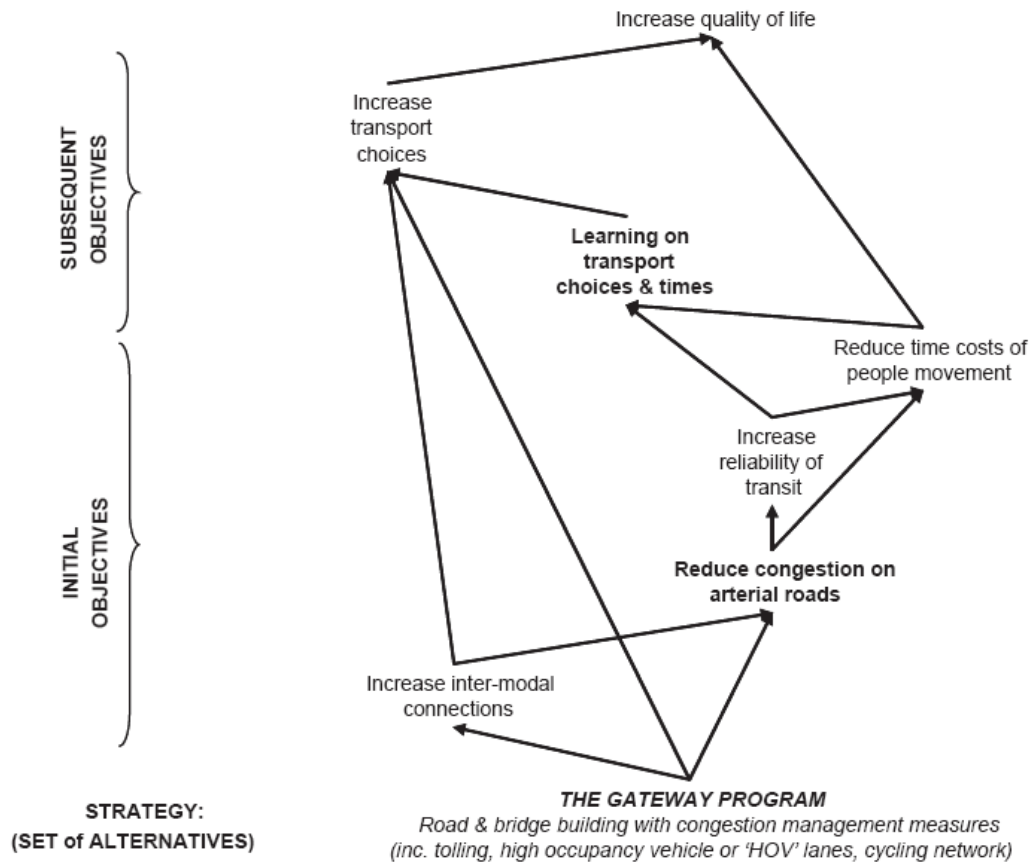 Increase quality of life
Increase
transport
choices
SUBSEQUENT
OBJECTIVES
Learning on
transport
choices & times
Reduce time costs of
people movement
Increase
reliability of
transit
INITIAL
OBJECTIVES
Reduce congestion on
arterial roads
Increase inter-modal
connections
STRATEGY:
(SET of ALTERNATIVES)
THE GATEWAY PROGRAM
Road & bridge building with congestion management measures
(inc. tolling, high occupancy vehicle or ‘HOV’ lanes, cycling network)